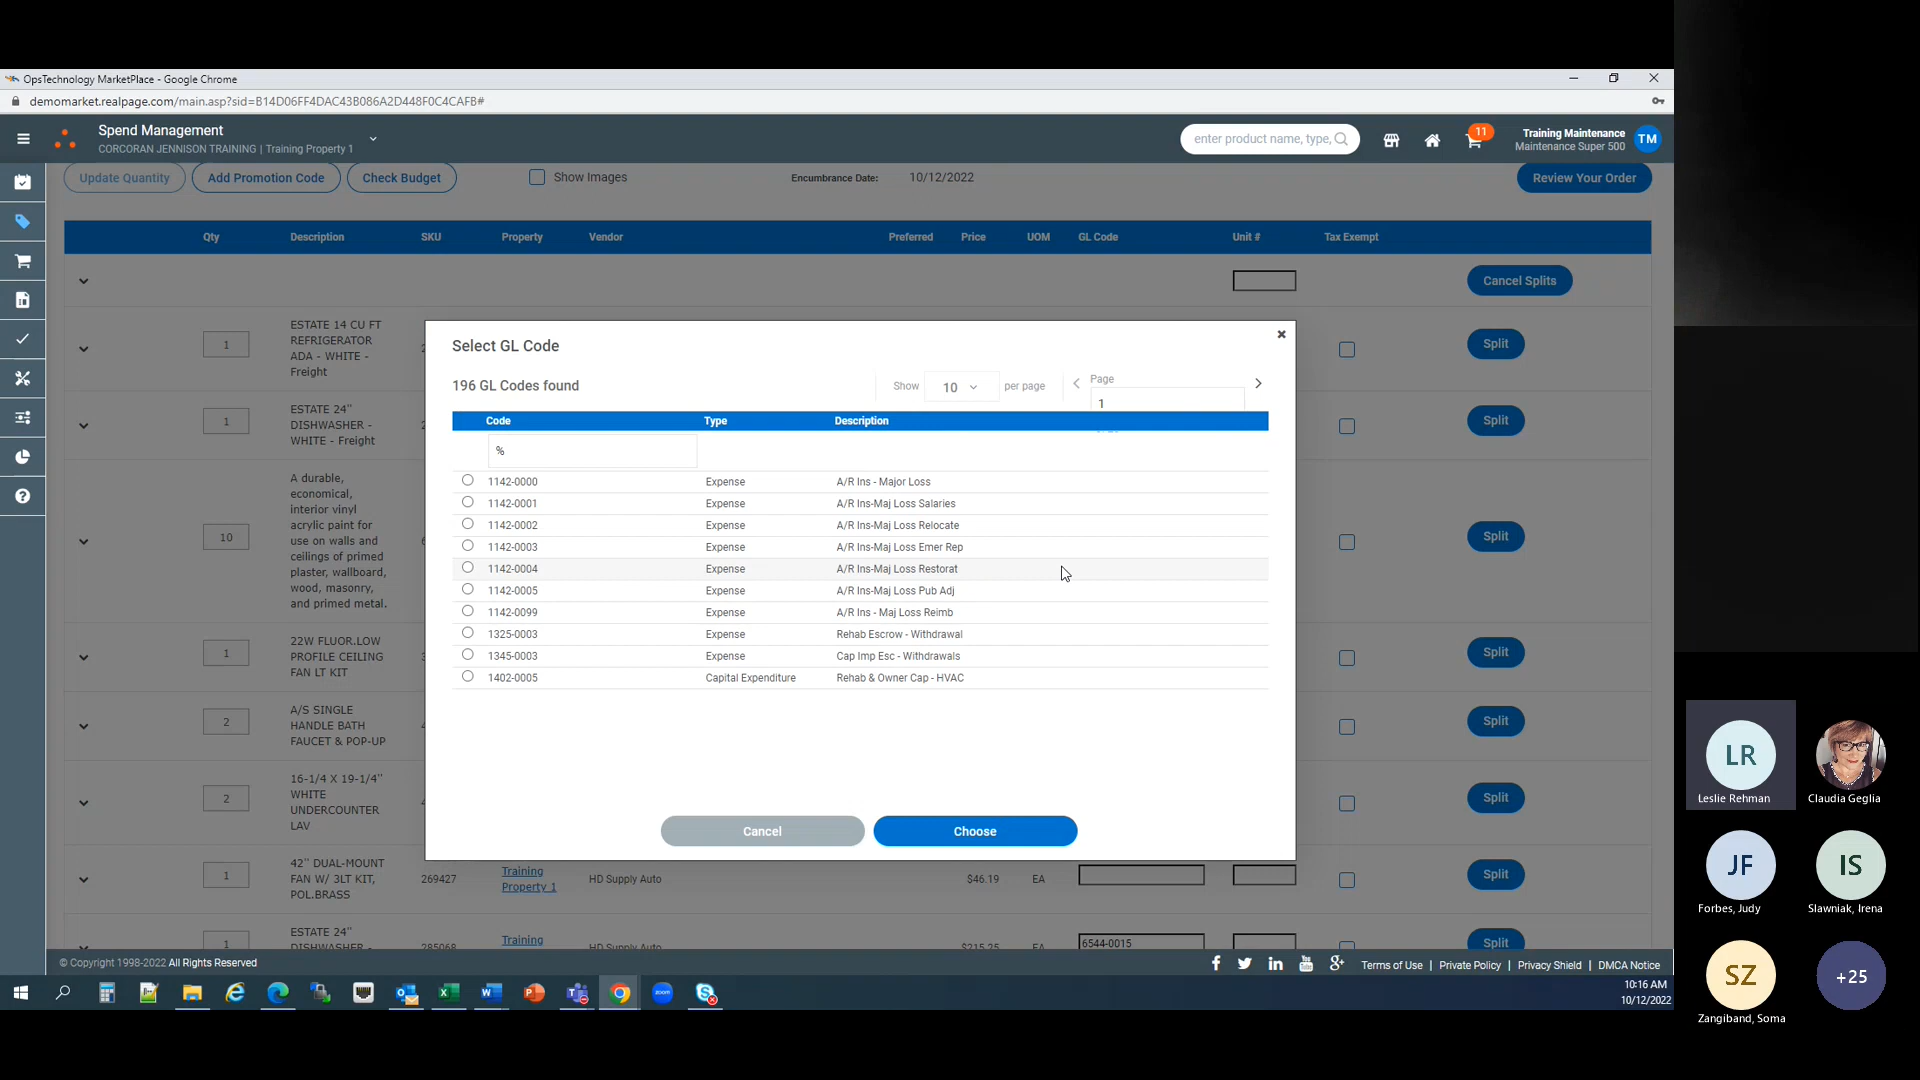 OpsTechnology MarketPlace - Google Chrome
demomarket.realpage.com/main.asp?sid=B14D06FF4DAC43B086A2D448F0C4CAFB#
Spend Management
CORCORAN JENNISON TRAINING | Training Property 1
enter product name, type,
11
Training Maintenance
Maintenance Super 500
TM
Update Quantity
Add Promotion Code
Check Budget
Show Images
Encumbrance Date:
10/12/2022
Review Your Order
Qty Description SKU Property Vendor Preferred Price UOM GL Code Unit # Tax Exempt
Cancel Splits
1
ESTATE 14 CU FT
REFRIGERATOR
ADA - WHITE -
Freight
Split
1
ESTATE 24"
DISHWASHER -
WHITE - Freight
Split
10
A durable,
economical,
interior vinyl
acrylic paint for
use on walls and
ceilings of primed
plaster, wallboard,
wood, masonry,
and primed metal.
Split
1
22W FLUOR.LOW
PROFILE CEILING
FAN LT KIT
Split
2
A/S SINGLE
HANDLE BATH
FAUCET & POP-UP
Split
2
16-1/4 X 19-1/4"
WHITE
UNDERCOUNTER
LAV
Split
1
42" DUAL-MOUNT
FAN W/ 3LT KIT,
POL.BRASS
269427
Training
Property 1
HD Supply Auto
$46.19
EA
Split
1
ESTATE 24"
DISHWASHER -
285068
Training
HD Supply Auto
$215.25
EA
6544-0015
Split
Select GL Code
196 GL Codes found
Show
10
per page
Page
1
Code Type Description
%
1142-0000 Expense A/R Ins - Major Loss
1142-0001 Expense A/R Ins-Maj Loss Salaries
1142-0002 Expense A/R Ins-Maj Loss Relocate
1142-0003 Expense A/R Ins-Maj Loss Emer Rep
1142-0004 Expense A/R Ins-Maj Loss Restorat
1142-0005 Expense A/R Ins-Maj Loss Pub Adj
1142-0099 Expense A/R Ins - Maj Loss Reimb
1325-0003 Expense Rehab Escrow - Withdrawal
1345-0003 Expense Cap Imp Esc - Withdrawals
1402-0005 Capital Expenditure Rehab & Owner Cap - HVAC
Cancel
Choose
© Copyright 1998-2022 All Rights Reserved
Terms of Use | Private Policy | Privacy Shield | DMCA Notice
10:16 AM
10/12/2022
LR
Leslie Rehman
Claudia Geglia
JF
Forbes, Judy
IS
Slawniak, Irena
SZ
Zangiband, Soma
+25